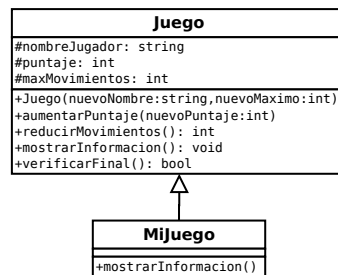 Juego
#nombreJugador: string
#puntaje: int
#maxMovimientos: int
+Juego(nuevoNombre:string,nuevoMaximo:int)
+aumentarPuntaje(nuevoPuntaje:int)
+reducirMovimientos(): int
+mostrarInformacion(): void
+verificarFinal(): bool
MiJuego
+mostrarInformacion()